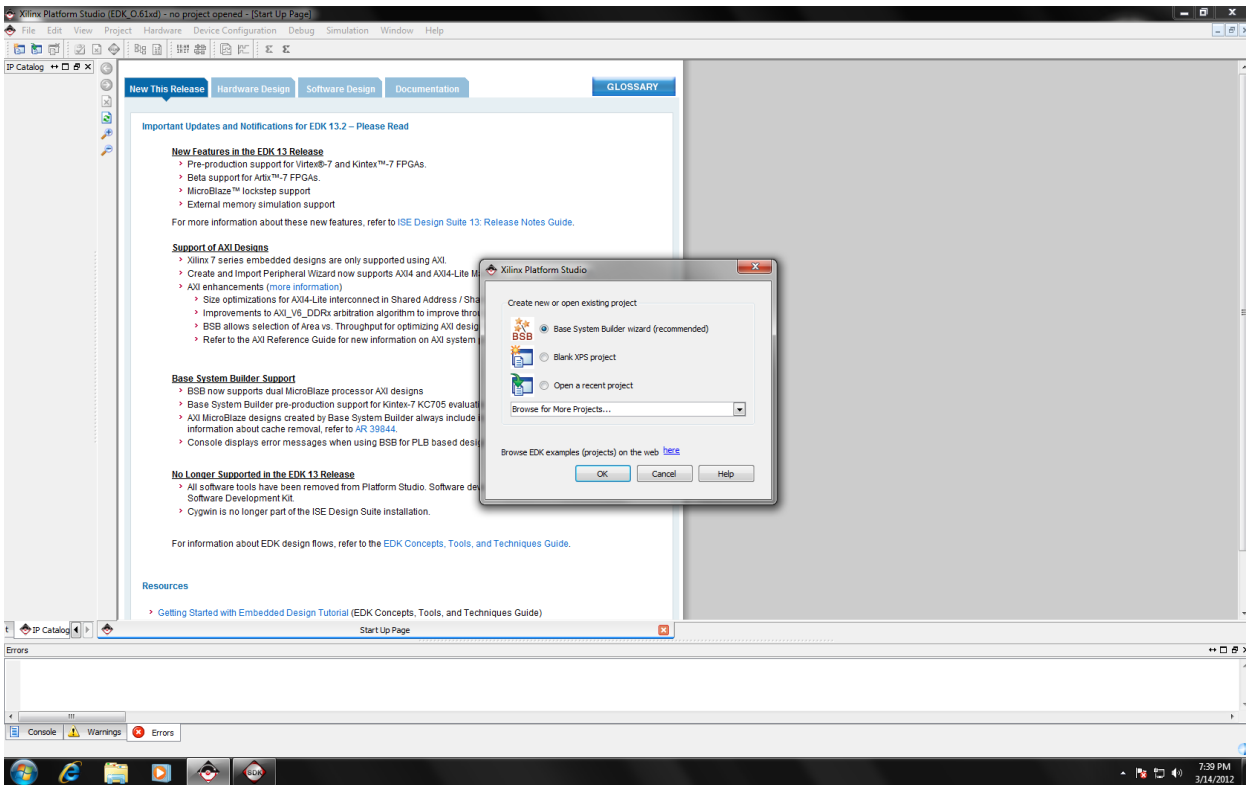 Xilinx Platform Studio (EDK_O.61xd) - no project opened - [Start Up Page]
File Edit View Project Hardware Device Configuration Debug Simulation Window Help
IP Catalog
New This Release Hardware Design Software Design Documentation GLOSSARY
Important Updates and Notifications for EDK 13.2 – Please Read
New Features in the EDK 13 Release
Pre-production support for Virtex®-7 and Kintex™-7 FPGAs.
Beta support for Artix™-7 FPGAs.
MicroBlaze™ lockstep support
External memory simulation support
For more information about these new features, refer to ISE Design Suite 13: Release Notes Guide.
Support of AXI Designs
Xilinx 7 series embedded designs are only supported using AXI.
Create and Import Peripheral Wizard now supports AXI4 and AXI4-Lite
AXI enhancements (more information)
Size optimizations for AXI4-Lite interconnect in Shared Address /
Improvements to AXI_V6_DDRx arbitration algorithm to improve
BSB allows selection of Area vs. Throughput for optimizing AXI
Refer to the AXI Reference Guide for new information on AXI system
Base System Builder Support
BSB now supports dual MicroBlaze processor AXI designs
Base System Builder pre-production support for Kintex-7 KC705
AXI MicroBlaze designs created by Base System Builder always include
information about cache removal, refer to AR 39844.
Console displays error messages when using BSB for PLB based
No Longer Supported in the EDK 13 Release
All software tools have been removed from Platform Studio. Software
Software Development Kit.
Cygwin is no longer part of the ISE Design Suite installation.
For information about EDK design flows, refer to the EDK Concepts, Tools, and Techniques Guide.
Resources
Getting Started with Embedded Design Tutorial (EDK Concepts, Tools, and Techniques Guide)
Xilinx Platform Studio
Create new or open existing project
BSB Base System Builder wizard (recommended)
Blank XPS project
Open a recent project
Browse for More Projects...
Browse EDK examples (projects) on the web here
OK Cancel Help
t IP Catalog Start Up Page
Errors
Console Warnings Errors
SDK
7:39 PM
3/14/2012